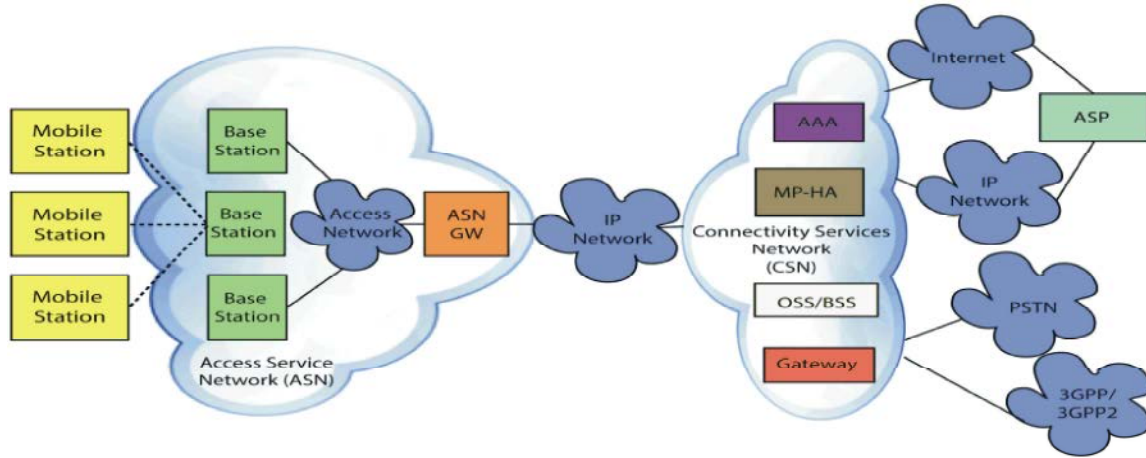 Mobile
Station
Mobile
Station
Mobile
Station
Base
Station
Base
Station
Base
Station
Access
Network
ASN
GW
Access Service
Network (ASN)
IP
Network
AAA
MP-HA
Connectivity Services
Network
(CSN)
OSS/BSS
Gateway
Internet
IP
Network
ASP
PSTN
3GPP/
3GPP2